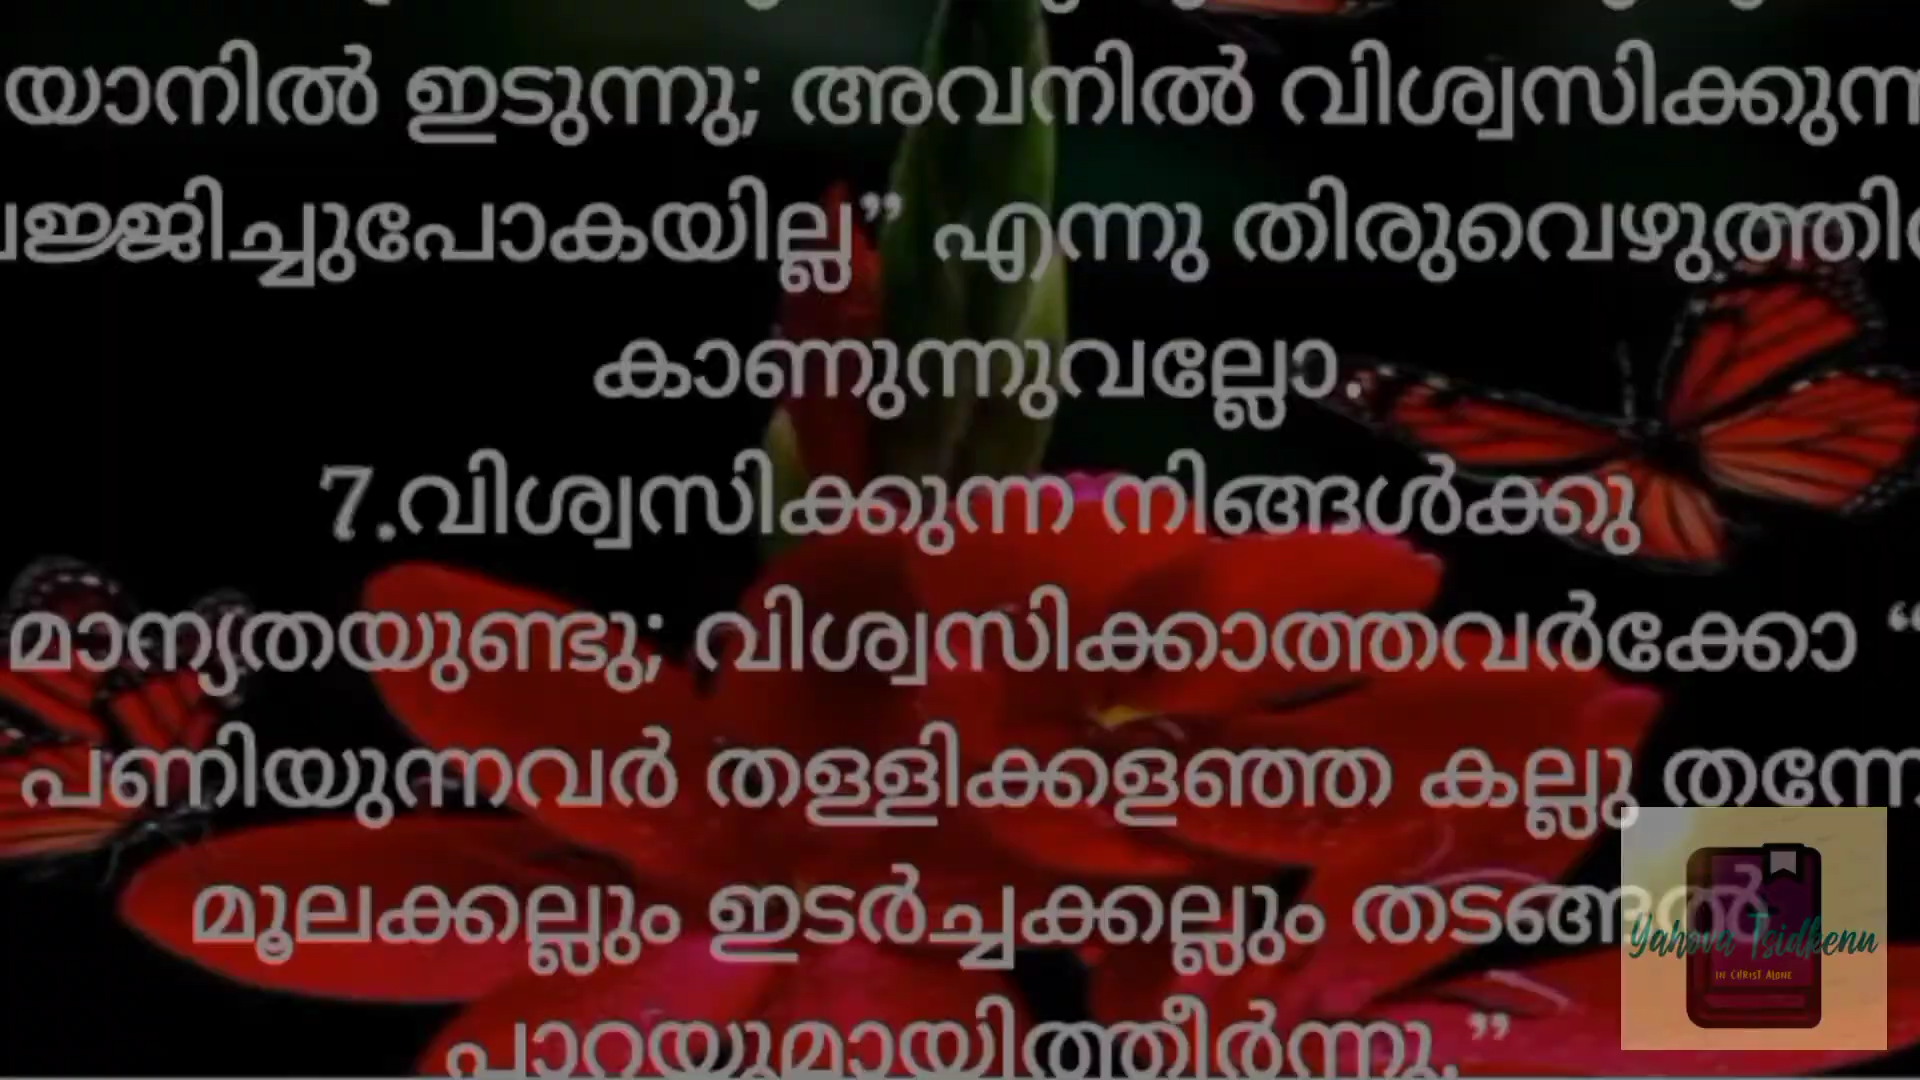 യാനിൽ ഇടുന്നു; അവനിൽ വിശ്വസിക്കുന്ന
ജ്ജിച്ചുപോകയില്ല” എന്നു തിരുവെഴുത്തിൽ
കാണുന്നുവല്ലോ.
7.വിശ്വസിക്കുന്ന നിങ്ങൾക്കു
മാന്യതയുണ്ടു; വിശ്വസിക്കാത്തവർക്കോ “
പണിയുന്നവർ തള്ളിക്കളഞ്ഞ കല്ലു തന്നേ
മൂലക്കല്ലും ഇടർച്ചക്കല്ലും തടങ്ങൽ
പാറയുമായിത്തീർന്നു.”
Yahova Tsidkenu
IN CHRIST ALONE